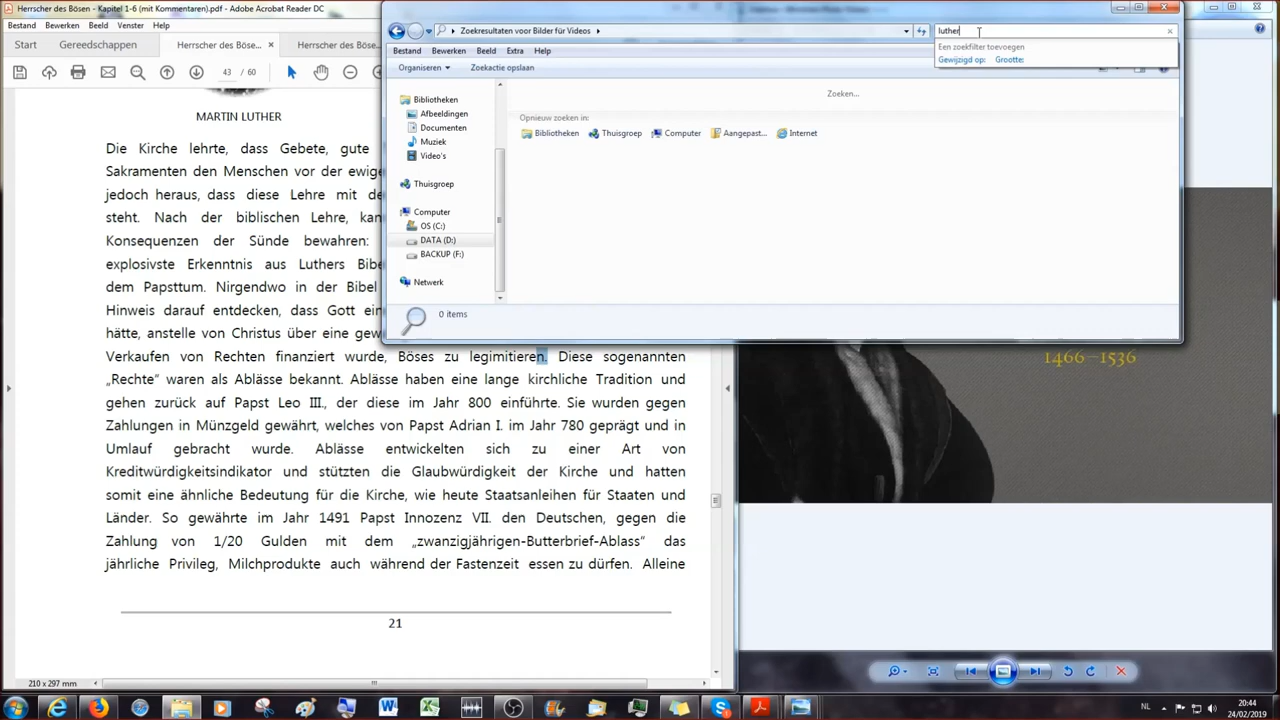 Herrscher des Bösen - Kapitel 1-6 (mit Kommentaren).pdf - Adobe Acrobat Reader DC
Bestand Bewerken Beeld Venster Help
Start Gereedschappen Herrscher des Bösen... × Herrscher des Bösen
43 / 60
MARTIN LUTHER
Die Kirche lehrte, dass Gebete, gute
Sakramenten den Menschen vor der ewige
jedoch heraus, dass diese Lehre mit de
steht. Nach der biblischen Lehre, kan
Konsequenzen der Sünde bewahren:
explosivste Erkenntnis aus Luthers Bibe
dem Papsttum. Nirgendwo in der Bibel
Hinweis darauf entdecken, dass Gott ein
hätte, anstelle von Christus über eine gew
Verkaufen von Rechten finanziert wurde, Böses zu legitimieren. Diese sogenannten
„Rechte“ waren als Ablässe bekannt. Ablässe haben eine lange kirchliche Tradition und
gehen zurück auf Papst Leo III., der diese im Jahr 800 einführte. Sie wurden gegen
Zahlungen in Münzgeld gewährt, welches von Papst Adrian I. im Jahr 780 geprägt und in
Umlauf gebracht wurde. Ablässe entwickelten sich zu einer Art von
Kreditwürdigkeitsindikator und stützten die Glaubwürdigkeit der Kirche und hatten
somit eine ähnliche Bedeutung für die Kirche, wie heute Staatsanleihen für Staaten und
Länder. So gewährte im Jahr 1491 Papst Innozenz VII. den Deutschen, gegen die
Zahlung von 1/20 Gulden mit dem „zwanzigjährigen-Butterbrief-Ablass“ das
jährliche Privileg, Milchprodukte auch während der Fastenzeit essen zu dürfen. Alleine
21
210 x 297 mm
Zoekresultaten voor Bilder für Videos
luther
Een zoekfilter toevoegen
Gewijzigd op: Grootte:
Bestand Bewerken Beeld Extra Help
Organiseren Zoekactie opslaan
Bibliotheken
Afbeeldingen
Documenten
Muziek
Video's
Thuisgroep
Computer
OS (C:)
DATA (D:)
BACKUP (F:)
Netwerk
Zoeken...
Opnieuw zoeken in:
Bibliotheken Thuisgroep Computer Aangepast... Internet
0 items
1466–1536
NL
20:44
24/02/2019